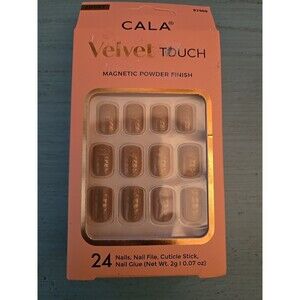 CALA®
Velvet TOUCH
MAGNETIC POWDER FINISH
24 Nails, Nail File, Cuticle Stick,
Nail Glue (Net Wt. 2g | 0.07 oz)